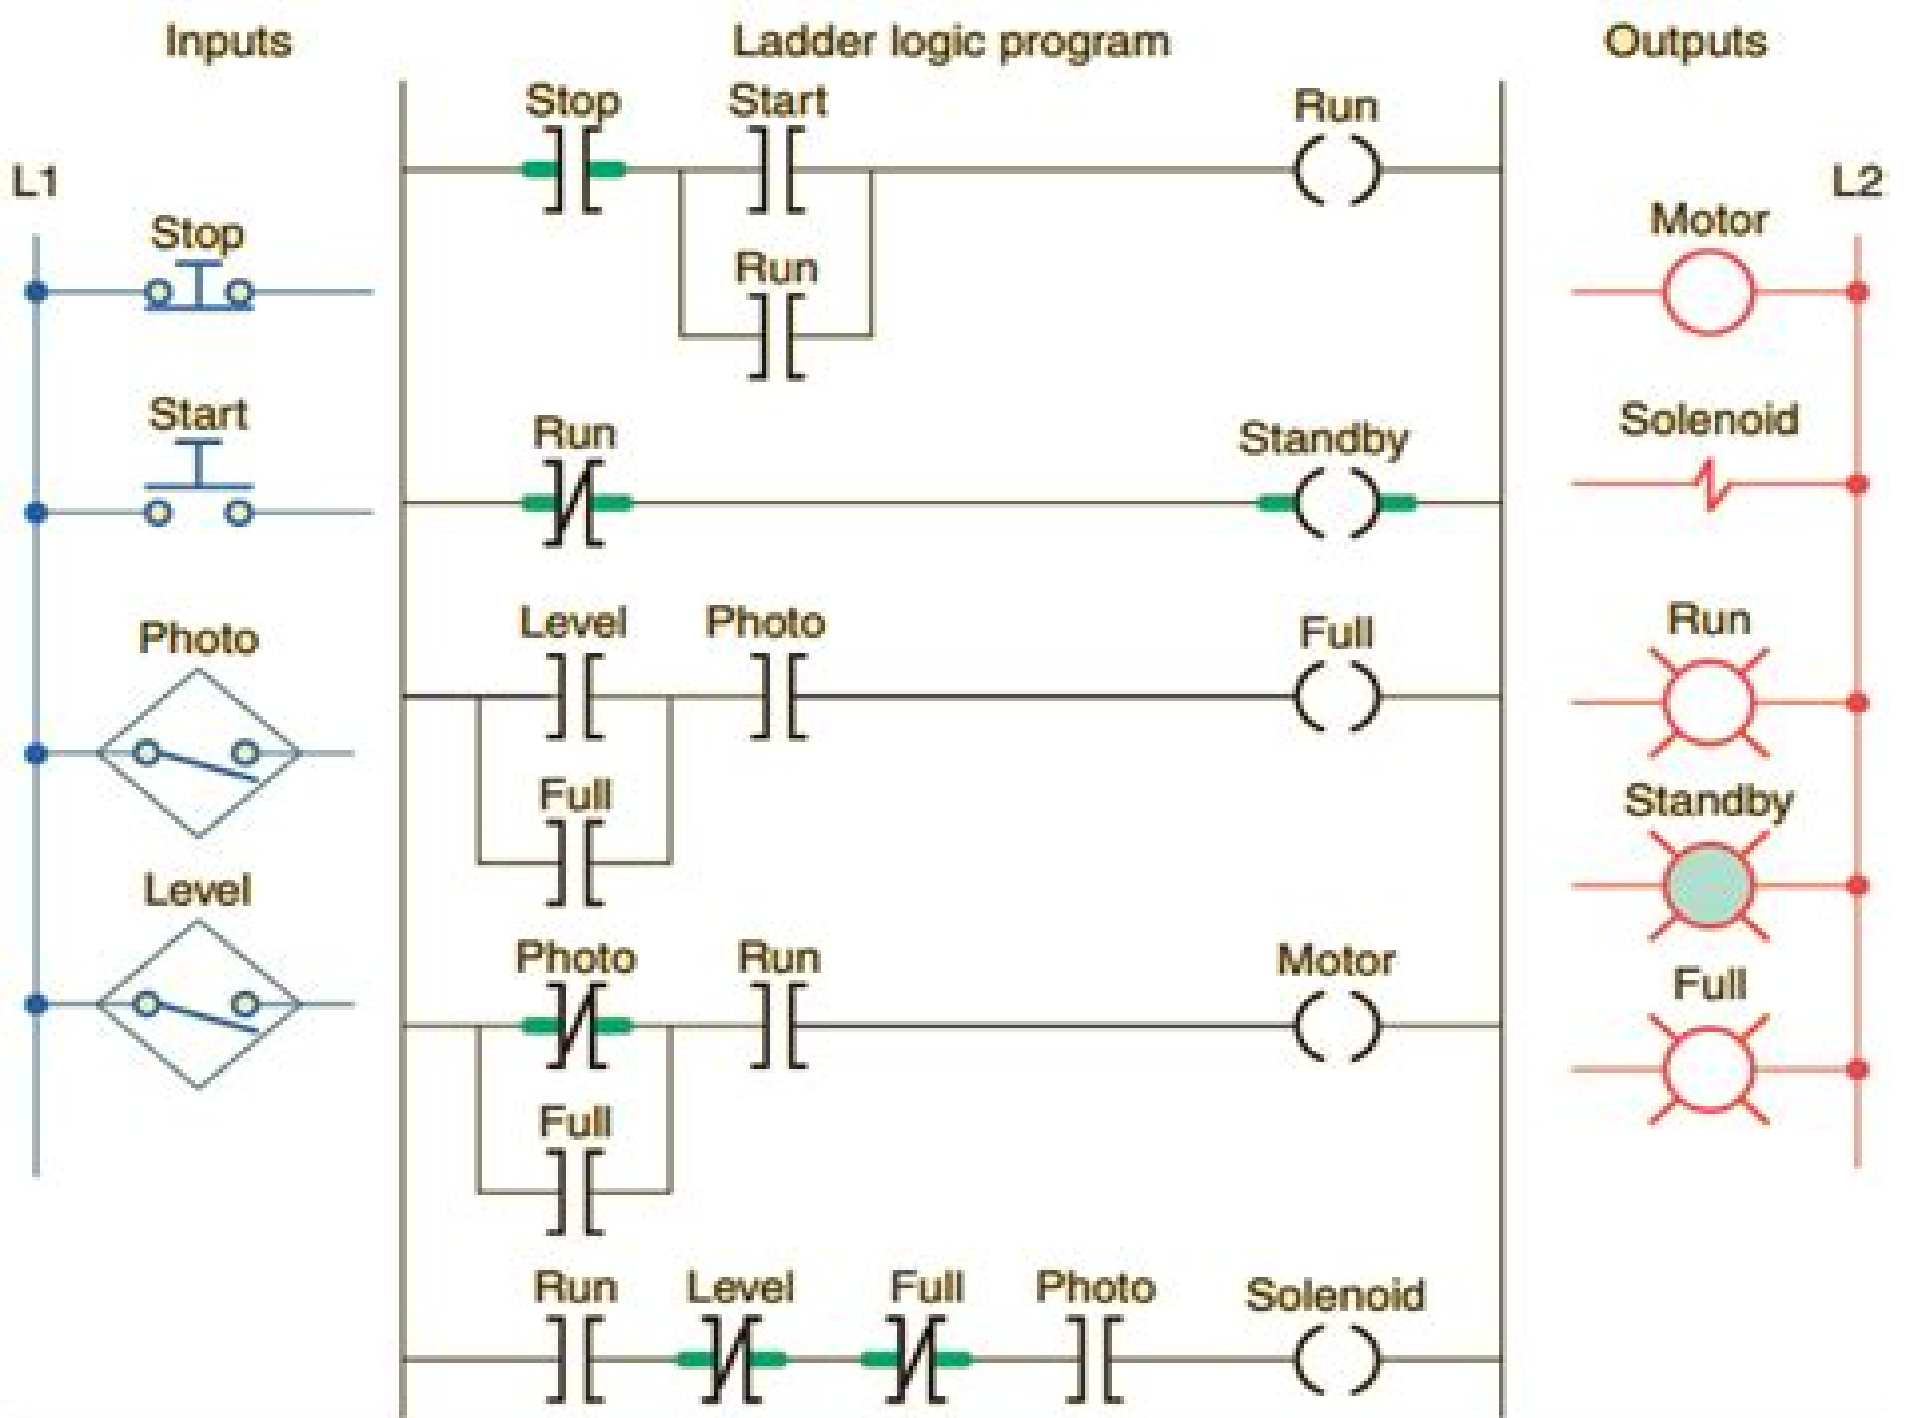 Inputs
Ladder logic program
Outputs
L1
Stop
Start
Photo
Level
Stop Start Run
Run
Run Standby
Level Photo Full
Full
Photo Run Motor
Full
Run Level Full Photo Solenoid
L2
Motor
Solenoid
Run
Standby
Full